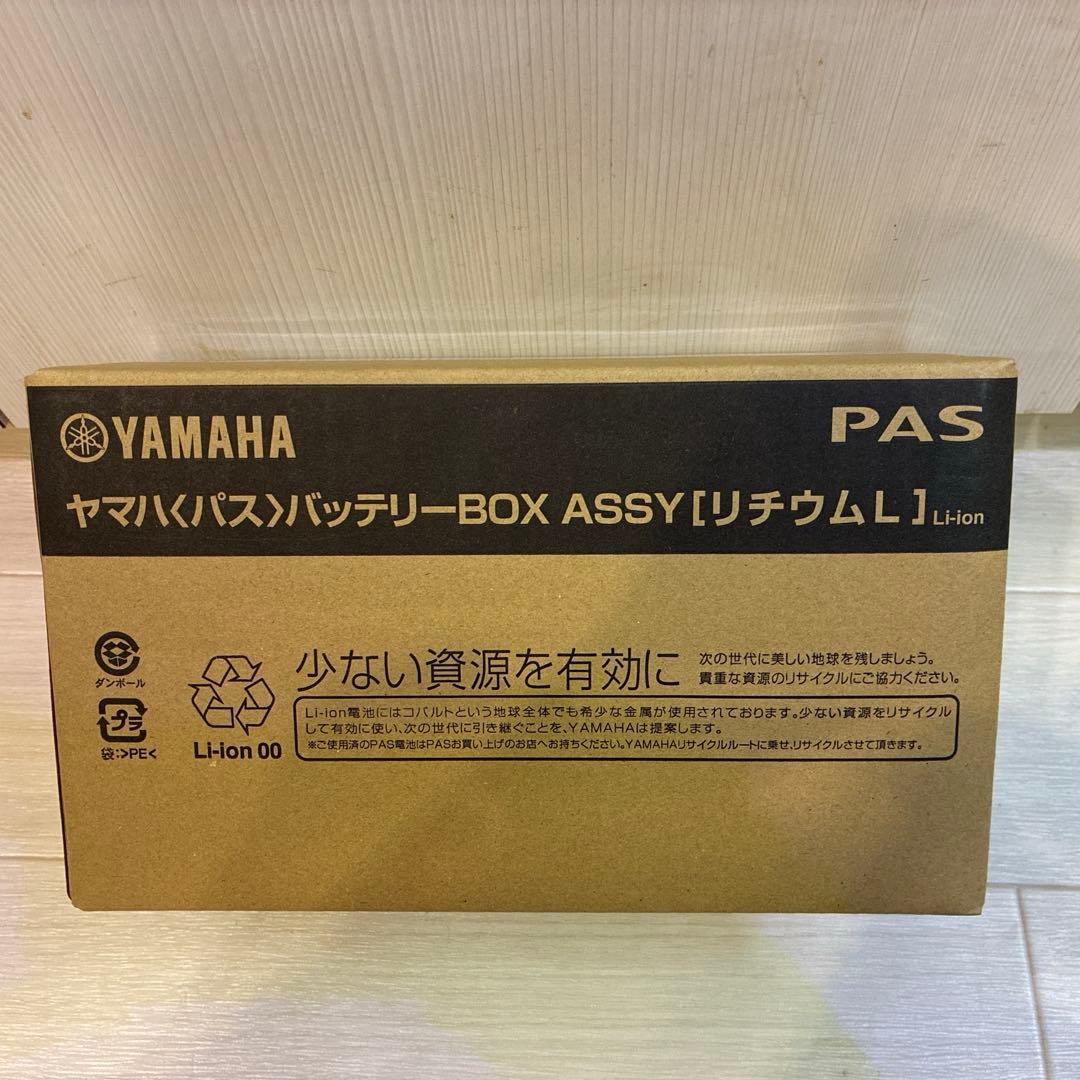 YAMAHA
PAS
ヤマハ〈パス〉バッテリーBOX ASSY[リチウムL] Li-ion
ダンボール
プラ
袋:>PE<
Li-ion 00
少ない資源を有効に
次の世代に美しい地球を残しましょう。
貴重な資源のリサイクルにご協力ください。
Li-ion電池にはコバルトという地球全体でも希少な金属が使用されております。少ない資源をリサイクル
して有効に使い、次の世代に引き継ぐことを、YAMAHAは提案します。
※ご使用済のPAS電池はPASお買い上げのお店へお持ちください。YAMAHAリサイクルルートに乗せ、リサイクルさせて頂きます。